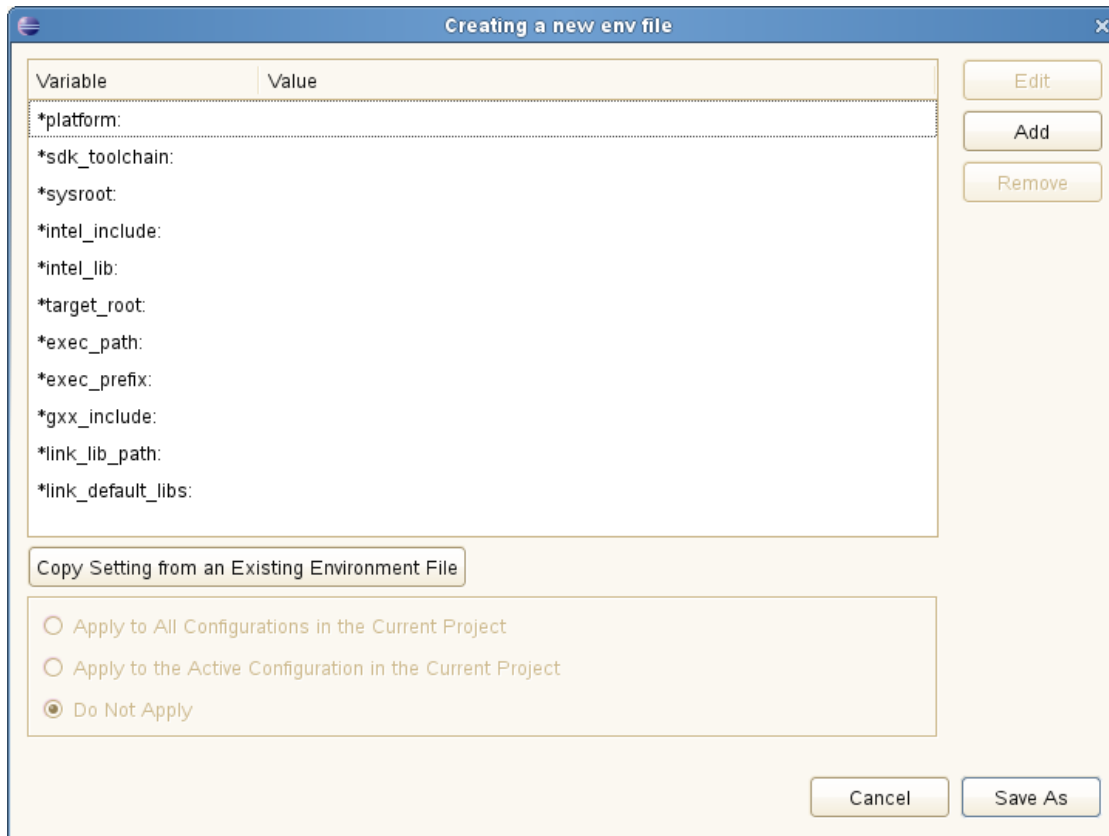 Creating a new env file
Variable Value
Edit
*platform:
Add
*sdk_toolchain:
Remove
*sysroot:
*intel_include:
*intel_lib:
*target_root:
*exec_path:
*exec_prefix:
*gxx_include:
*link_lib_path:
*link_default_libs:
Copy Setting from an Existing Environment File
Apply to All Configurations in the Current Project
Apply to the Active Configuration in the Current Project
Do Not Apply
Cancel Save As